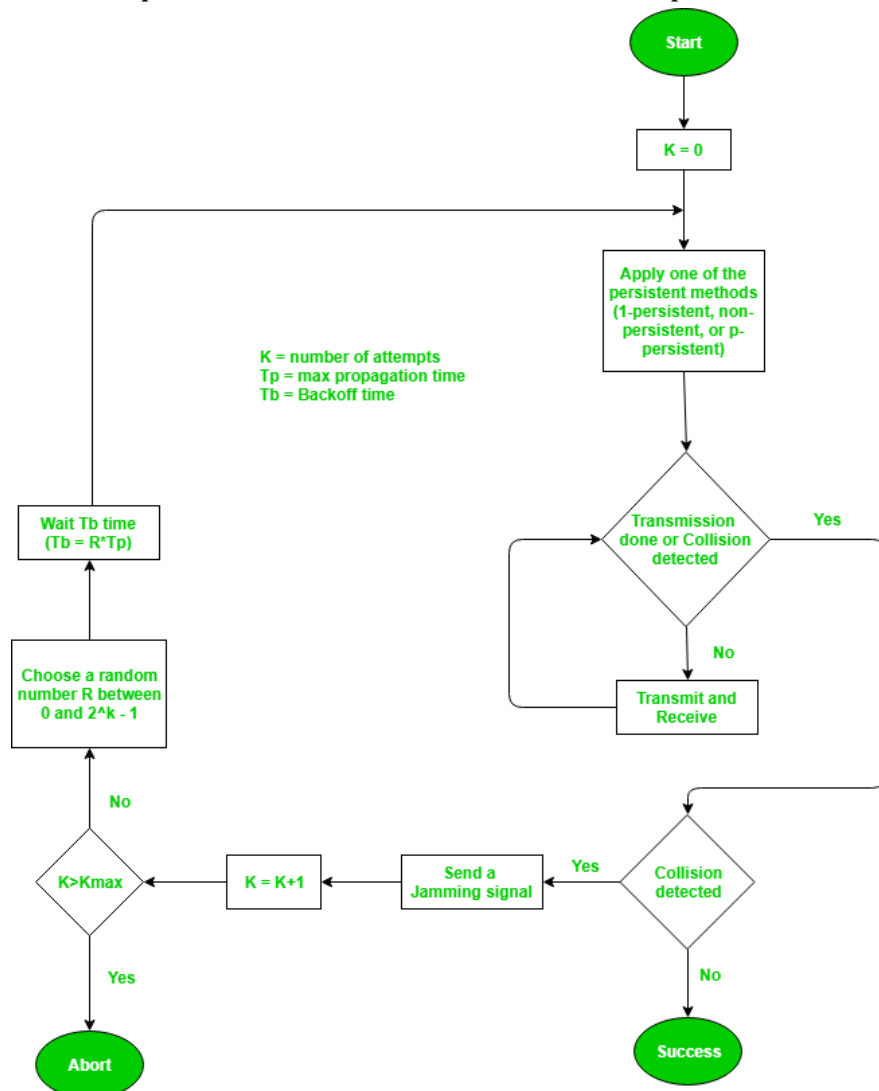 Start
K = 0
Apply one of the
persistent methods
(1-persistent, non-
persistent, or p-
persistent)
K = number of attempts
Tp = max propagation time
Tb = Backoff time
Transmission
done or Collision
detected
Yes
No
Transmit and
Receive
Wait Tb time
(Tb = R*Tp)
Choose a random
number R between
0 and 2^k - 1
No
K>Kmax
K = K+1
Send a
Jamming signal
Yes
Collision
detected
Yes
No
Abort
Success